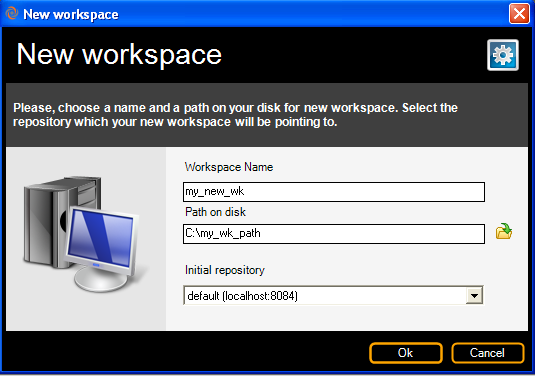 New workspace
New workspace
Please, choose a name and a path on your disk for new workspace. Select the
repository which your new workspace will be pointing to.
Workspace Name
my_new_wk
Path on disk
C:\my_wk_path
Initial repository
default (localhost:8084)
Ok
Cancel